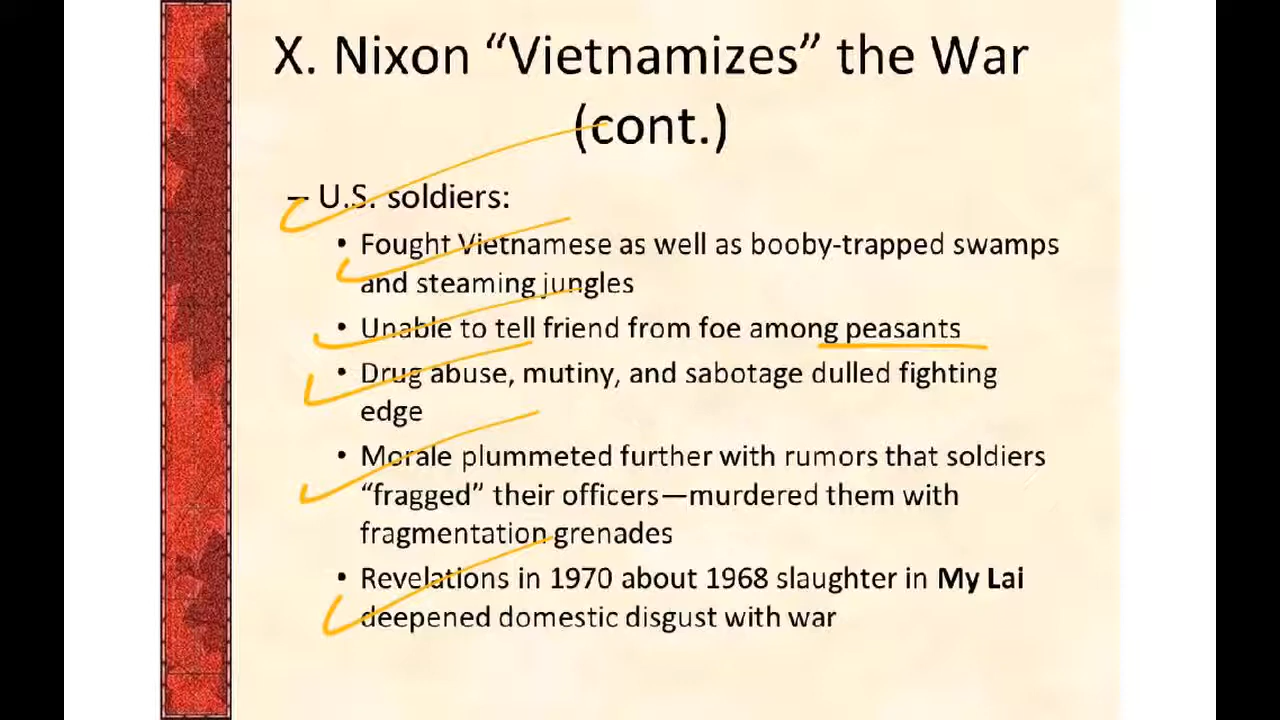 X. Nixon “Vietnamizes” the War
(cont.)
– U.S. soldiers:
• Fought Vietnamese as well as booby-trapped swamps
and steaming jungles
• Unable to tell friend from foe among peasants
• Drug abuse, mutiny, and sabotage dulled fighting
edge
• Morale plummeted further with rumors that soldiers
“fragged” their officers—murdered them with
fragmentation grenades
• Revelations in 1970 about 1968 slaughter in My Lai
deepened domestic disgust with war